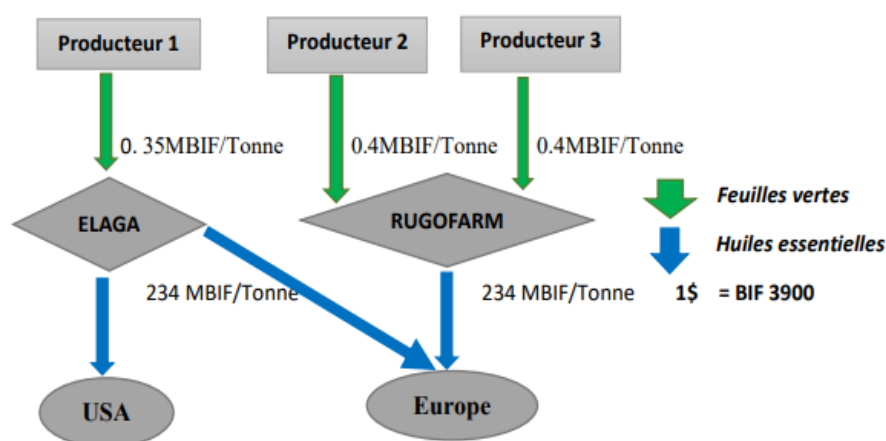 Producteur 1
Producteur 2
Producteur 3
0. 35MBIF/Tonne
0.4MBIF/Tonne
0.4MBIF/Tonne
Feuilles vertes
ELAGA
RUGOFARM
Huiles essentielles
234 MBIF/Tonne
234 MBIF/Tonne
1$ = BIF 3900
USA
Europe